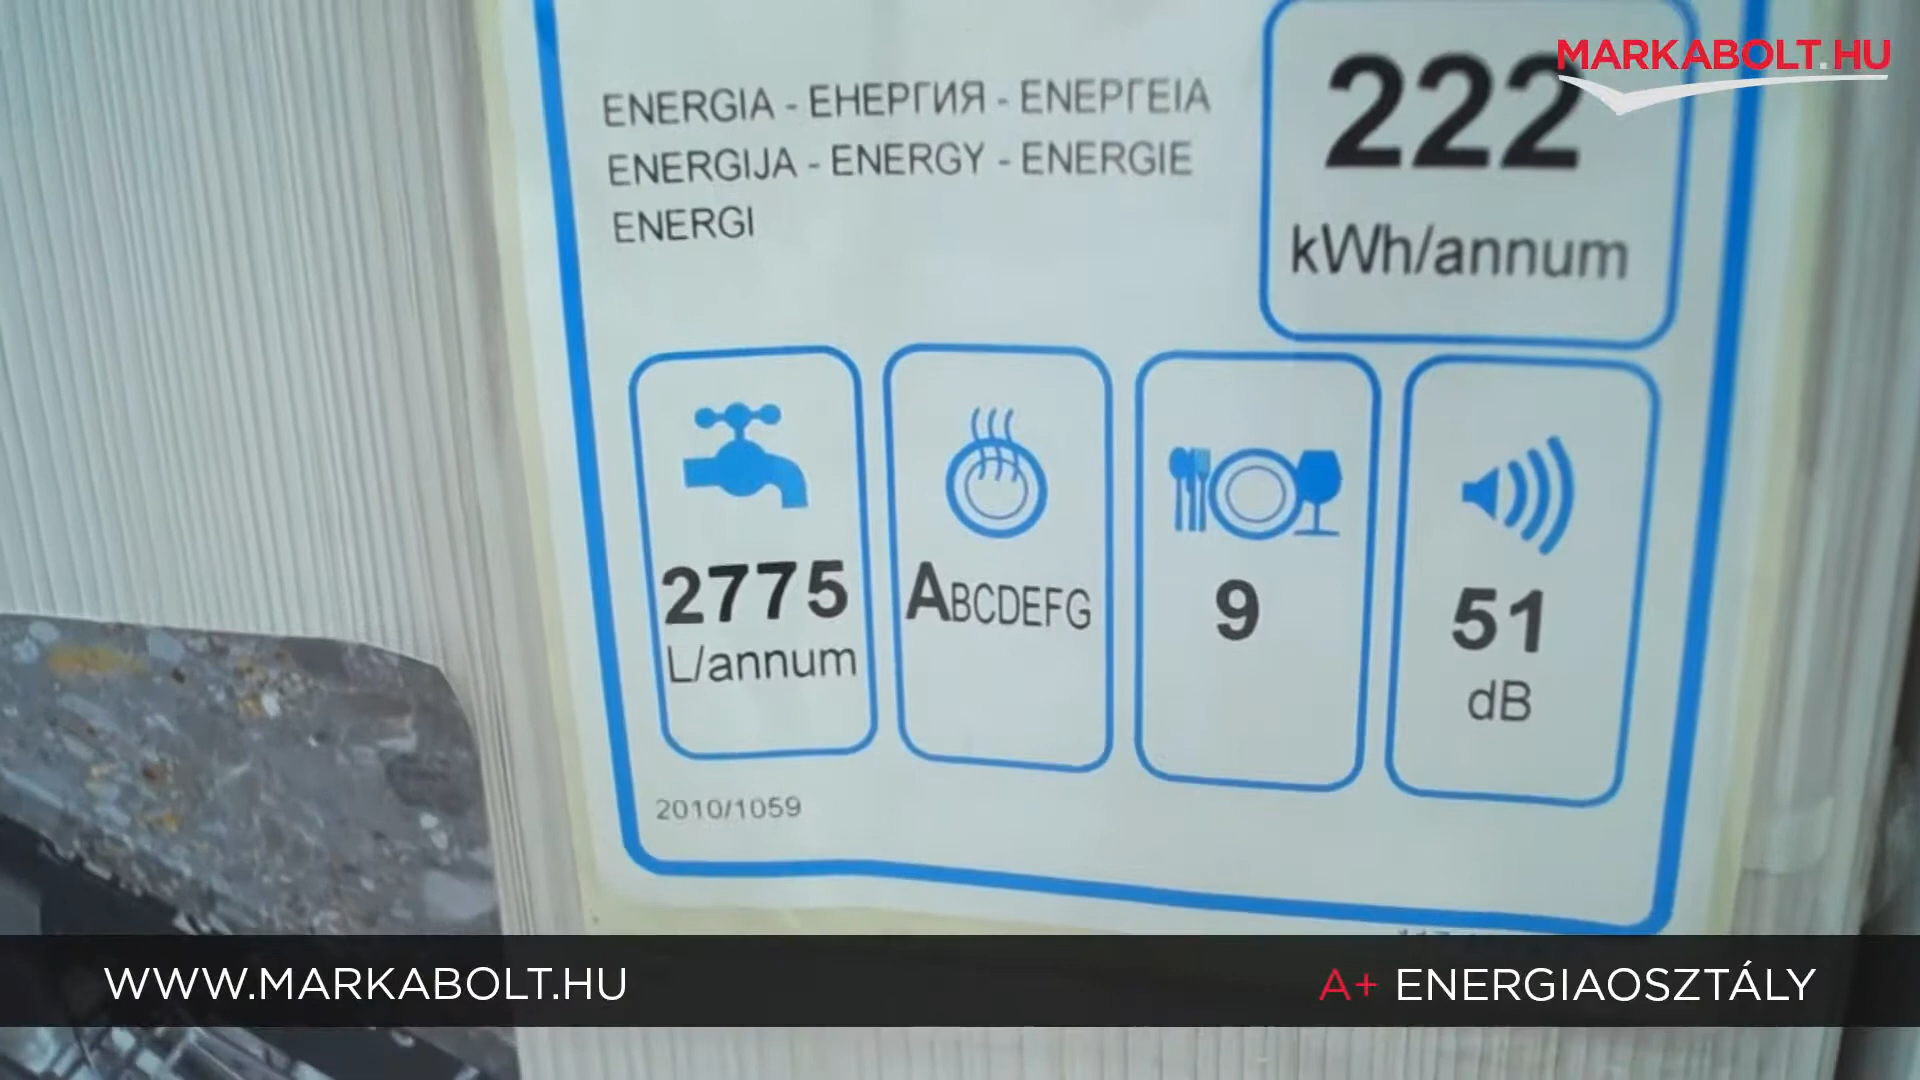 MARKABOLT.HU
222
kWh/annum
ENERGIA - ЕНЕРГИЯ - ΕΝΕΡΓΕΙΑ
ENERGIJA - ENERGY - ENERGIE
ENERGI
2775
L/annum
ABCDEFG
9
51
dB
2010/1059
WWW.MARKABOLT.HU
A+ ENERGIAOSZTÁLY